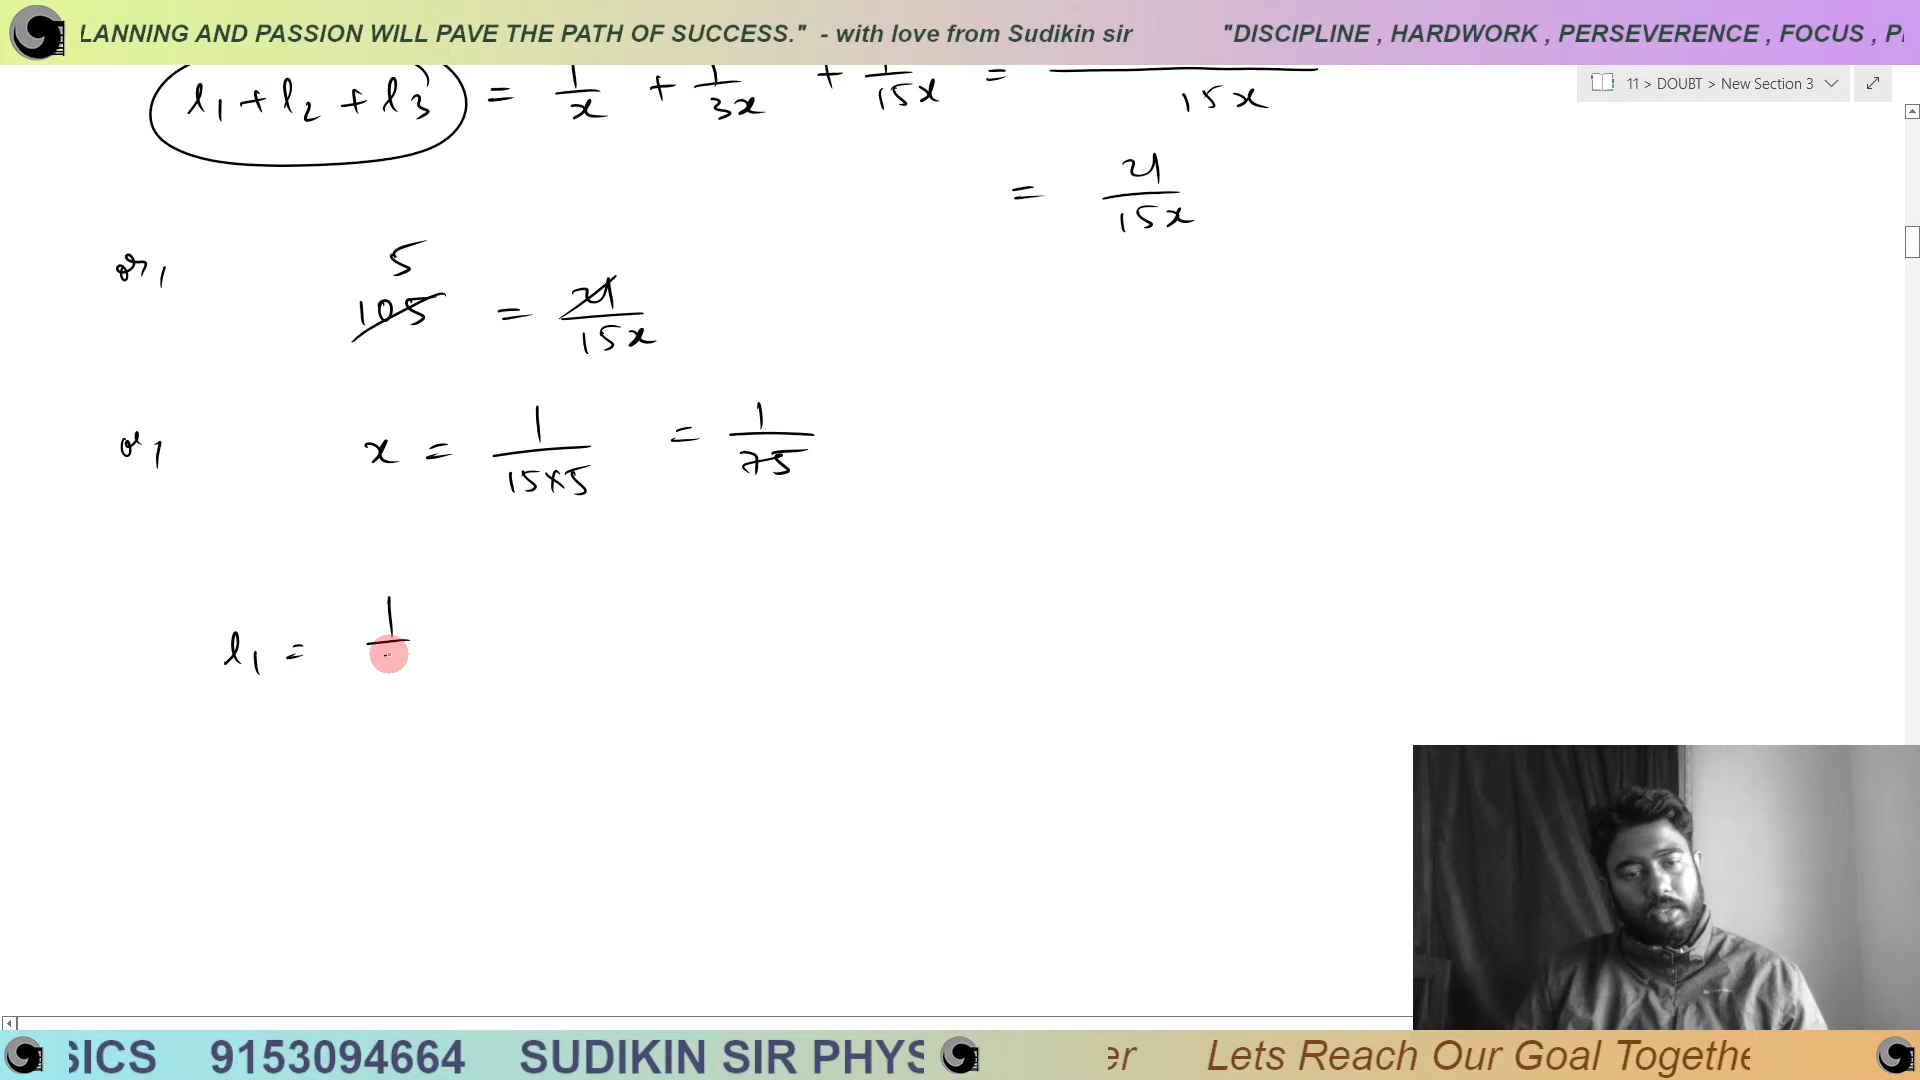 LANNING AND PASSION WILL PAVE THE PATH OF SUCCESS." - with love from Sudikin sir "DISCIPLINE , HARDWORK , PERSEVERENCE , FOCUS ,
11 > DOUBT > New Section 3
l₁ + l₂ + l₃ = 1/x + 1/3x + 1/15x = /15x
= 21/15x
or, 105 5 = 21/15x
or, x = 1/15×5 = 1/75
l₁ = 1/
SICS 9153094664 SUDIKIN SIR PHYS er Lets Reach Our Goal Togethe